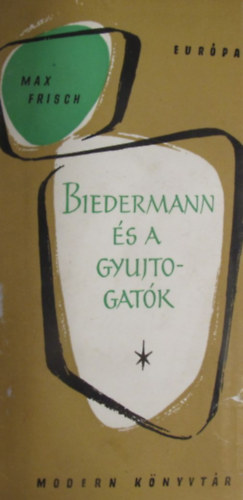 EURÓPA
MAX
FRISCH
BIEDERMANN
ÉS A
GYUJTO-
GATÓK
MODERN KÖNYVTÁR